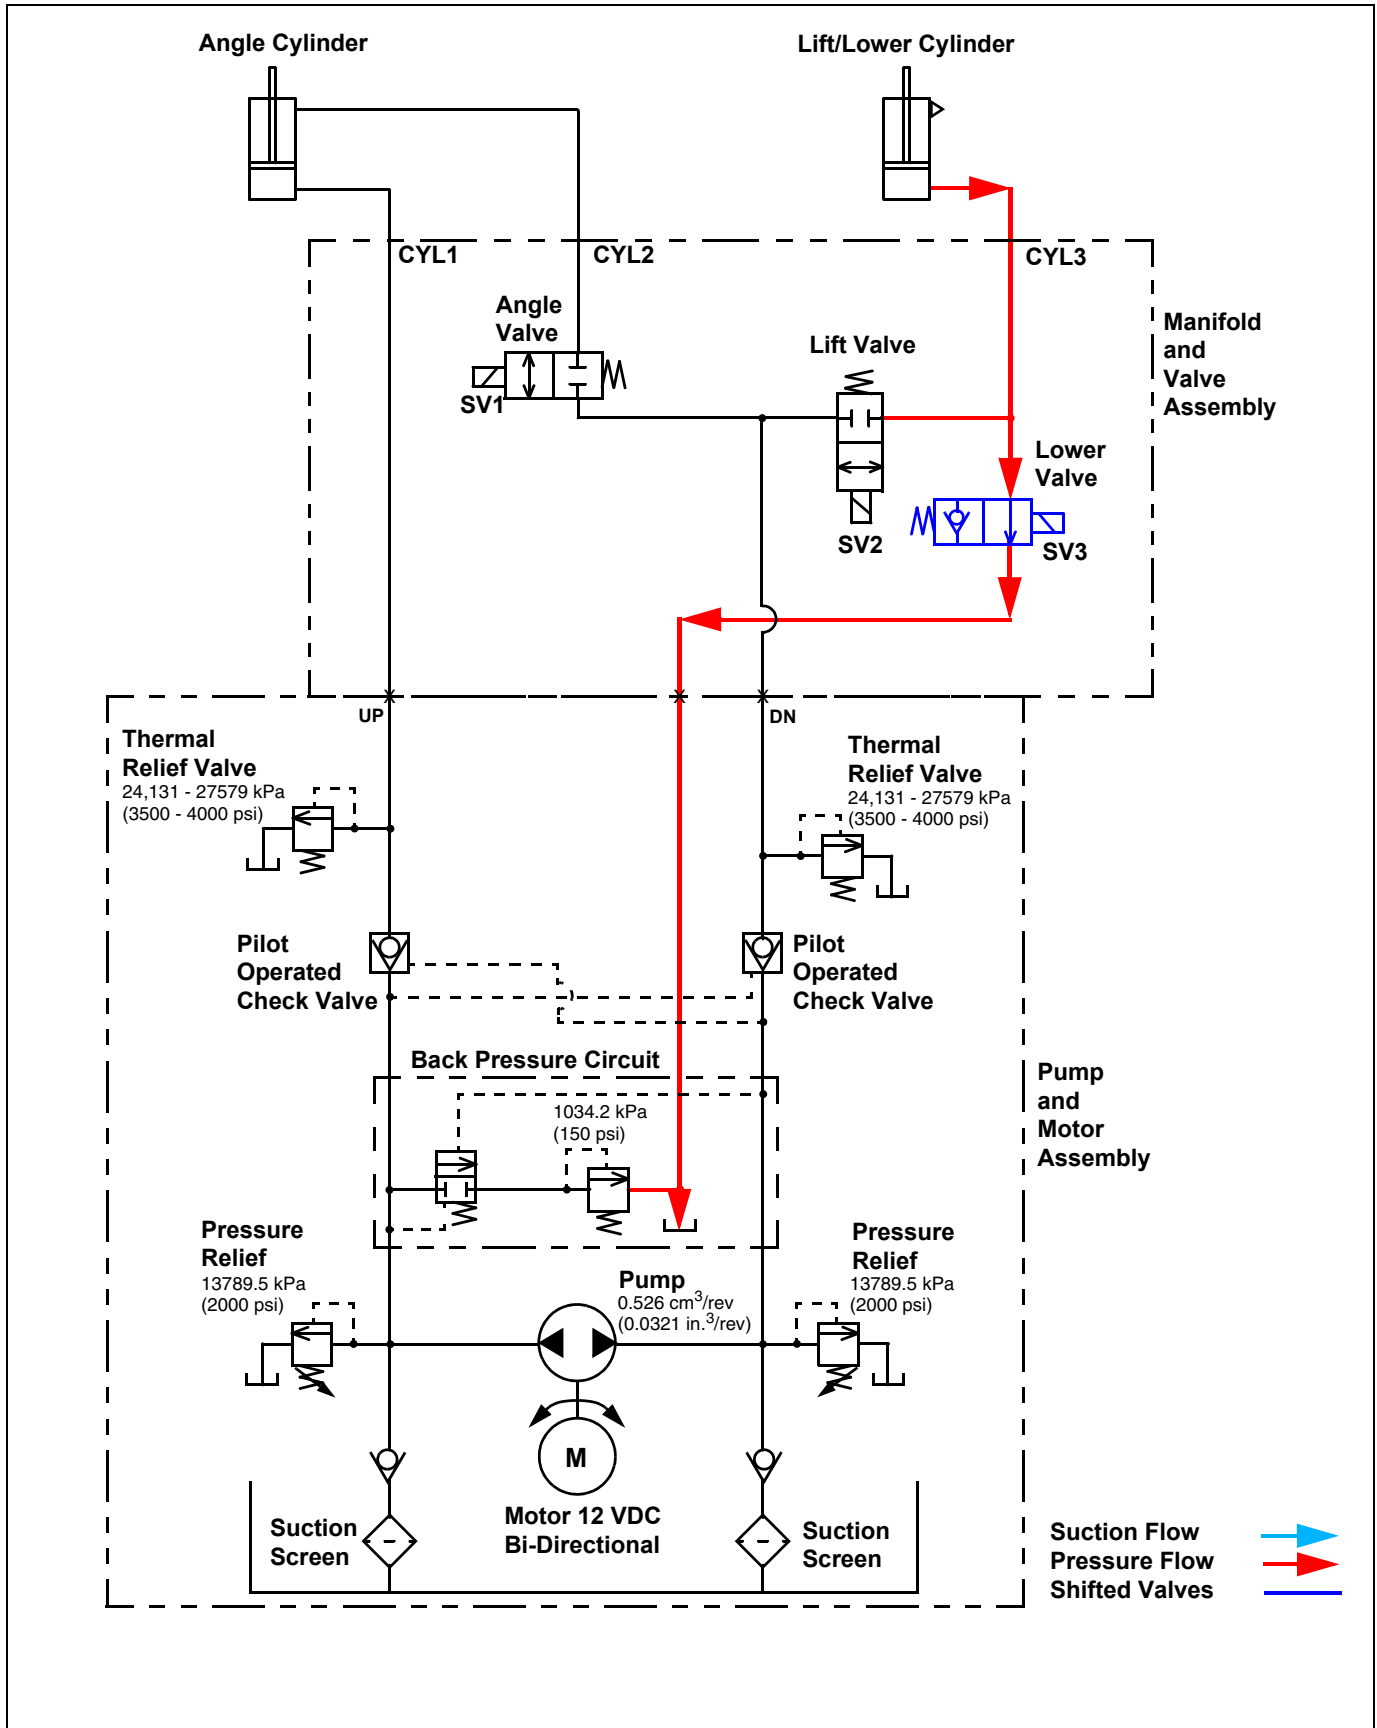 Angle Cylinder
Lift/Lower Cylinder
CYL1
CYL2
CYL3
Angle
Valve
SV1
Lift Valve
SV2
Lower
Valve
SV3
Manifold
and
Valve
Assembly
UP
DN
Thermal
Relief Valve
24,131 - 27579 kPa
(3500 - 4000 psi)
Thermal
Relief Valve
24,131 - 27579 kPa
(3500 - 4000 psi)
Pilot
Operated
Check Valve
Pilot
Operated
Check Valve
Back Pressure Circuit
1034.2 kPa
(150 psi)
Pump
and
Motor
Assembly
Pressure
Relief
13789.5 kPa
(2000 psi)
Pump
0.526 cm³/rev
(0.0321 in.³/rev)
Pressure
Relief
13789.5 kPa
(2000 psi)
M
Motor 12 VDC
Bi-Directional
Suction
Screen
Suction
Screen
Suction Flow
Pressure Flow
Shifted Valves